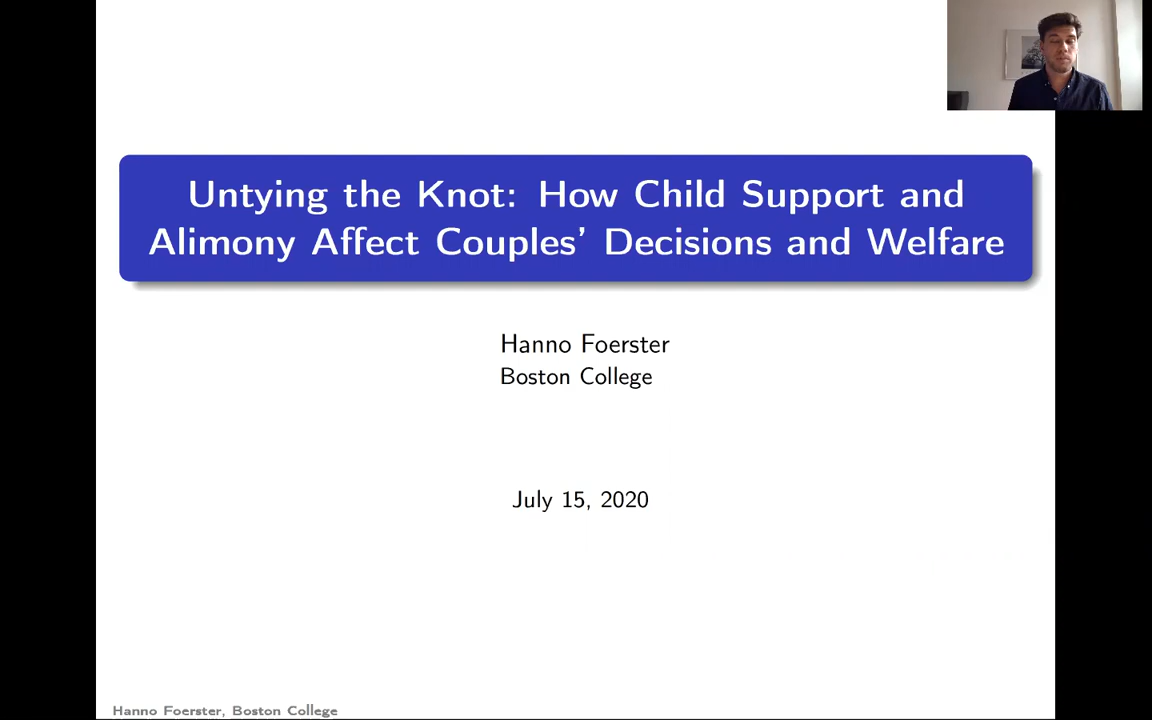 Untying the Knot: How Child Support and
Alimony Affect Couples' Decisions and Welfare
Hanno Foerster
Boston College
July 15, 2020
Hanno Foerster, Boston College